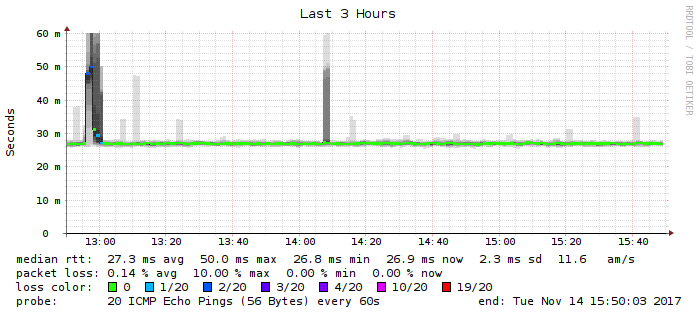 Last 3 Hours
RRDTOOL / TOBI OETIKER
Seconds
60 m
50 m
40 m
30 m
20 m
10 m
0
13:00 13:20 13:40 14:00 14:20 14:40 15:00 15:20 15:40
median rtt: 27.3 ms avg 50.0 ms max 26.8 ms min 26.9 ms now 2.3 ms sd 11.6 am/s
packet loss: 0.14 % avg 10.00 % max 0.00 % min 0.00 % now
loss color: 0 1/20 2/20 3/20 4/20 10/20 19/20
probe: 20 ICMP Echo Pings (56 Bytes) every 60s end: Tue Nov 14 15:50:03 2017